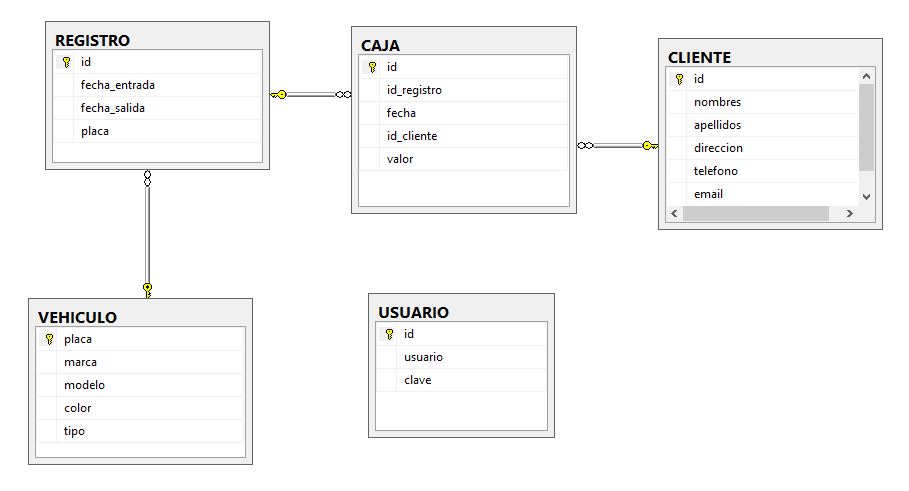 REGISTRO
id
fecha_entrada
fecha_salida
placa
CAJA
id
id_registro
fecha
id_cliente
valor
CLIENTE
id
nombres
apellidos
direccion
telefono
email
VEHICULO
placa
marca
modelo
color
tipo
USUARIO
id
usuario
clave